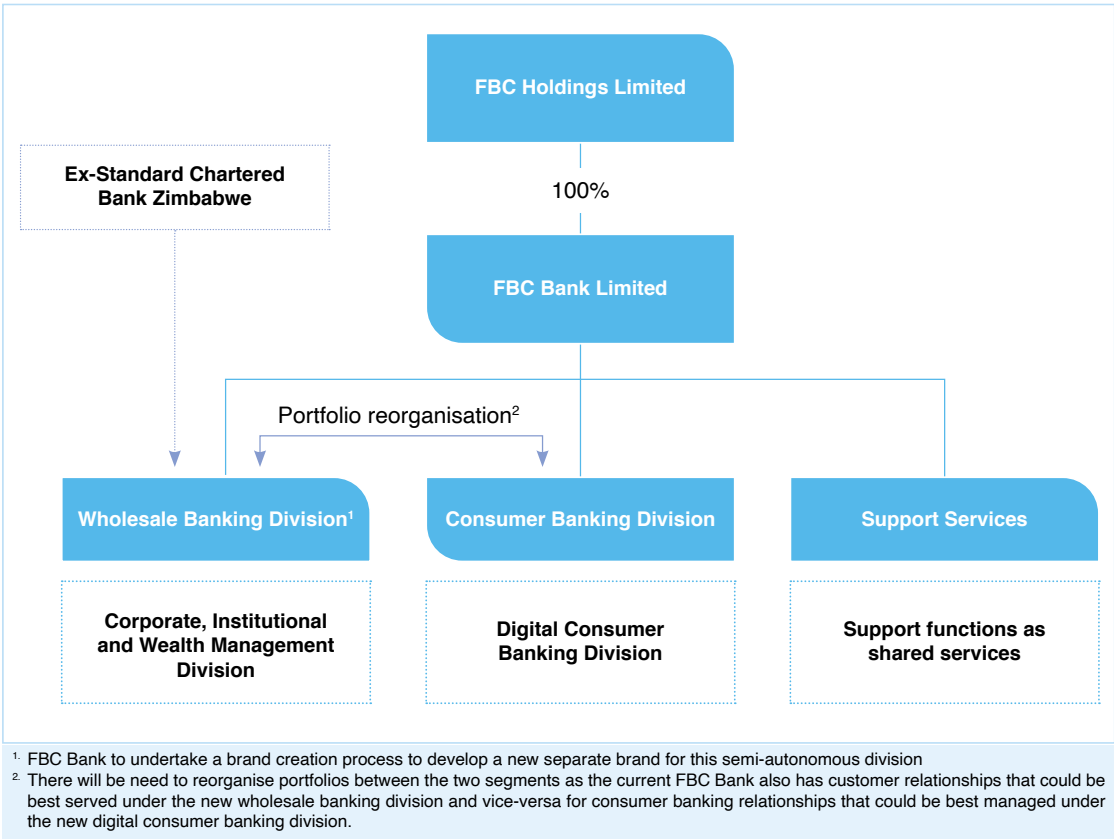 FBC Holdings Limited
Ex-Standard Chartered
Bank Zimbabwe
100%
FBC Bank Limited
Portfolio reorganisation²
Wholesale Banking Division¹
Consumer Banking Division
Support Services
Corporate, Institutional
and Wealth Management
Division
Digital Consumer
Banking Division
Support functions as
shared services
1. FBC Bank to undertake a brand creation process to develop a new separate brand for this semi-autonomous division
2. There will be need to reorganise portfolios between the two segments as the current FBC Bank also has customer relationships that could be
best served under the new wholesale banking division and vice-versa for consumer banking relationships that could be best managed under
the new digital consumer banking division.